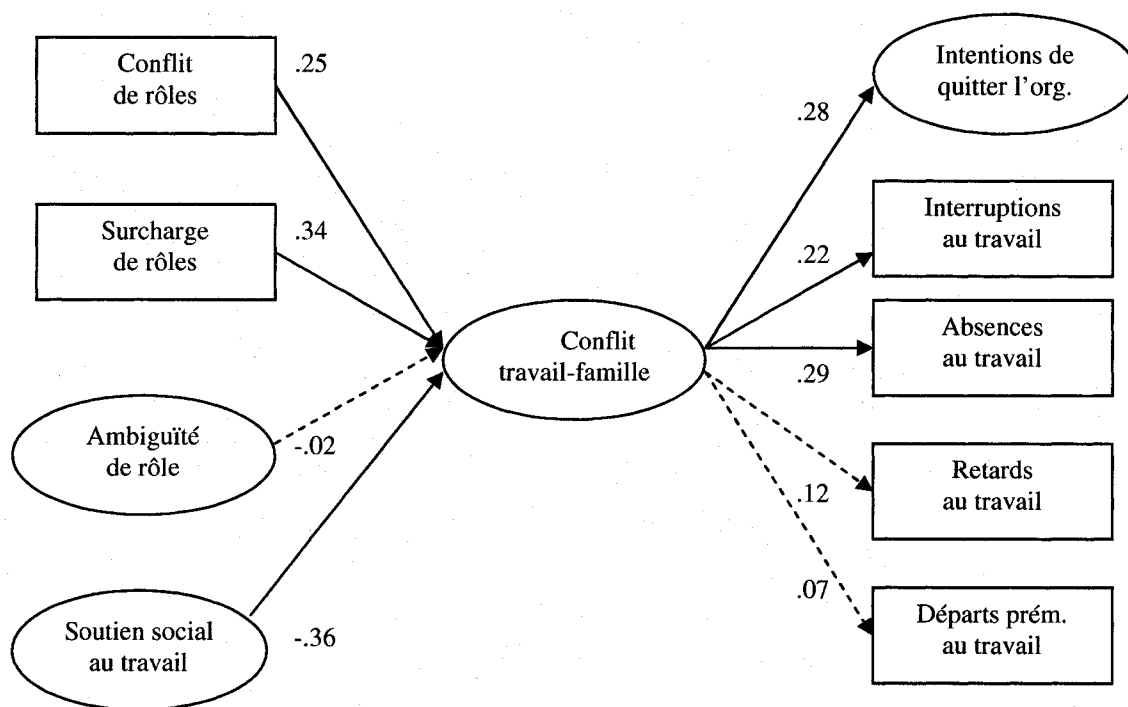 Conflit
de rôles
.25
Surcharge
de rôles
.34
Ambiguïté
de rôle
-.02
Soutien social
au travail
-.36
Conflit
travail-famille
Intentions de
quitter l'org.
.28
Interruptions
au travail
.22
Absences
au travail
.29
Retards
au travail
.12
Départs prém.
au travail
.07